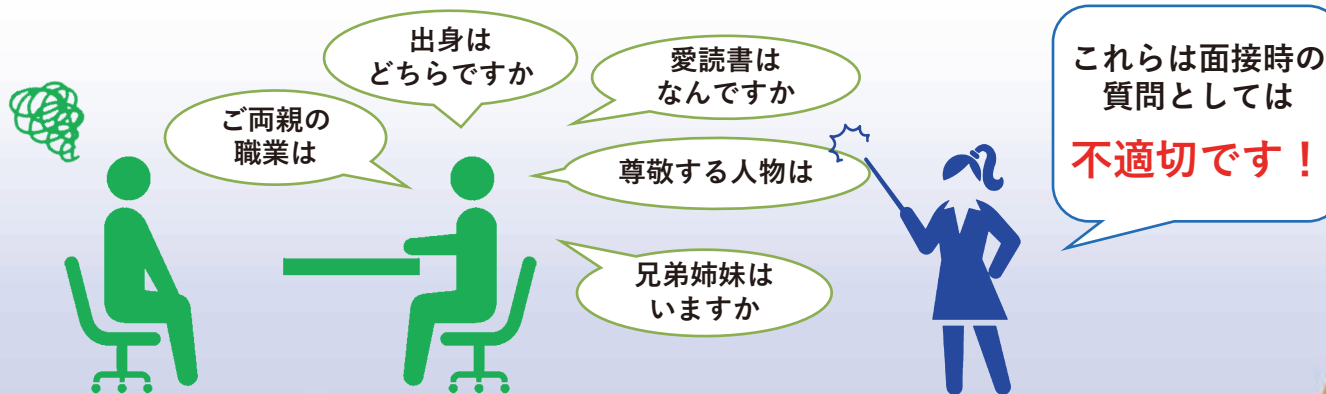 出身は
どちらですか
愛読書は
なんですか
ご両親の
職業は
尊敬する人物は
兄弟姉妹は
いますか
これらは面接時の
質問としては
不適切です！